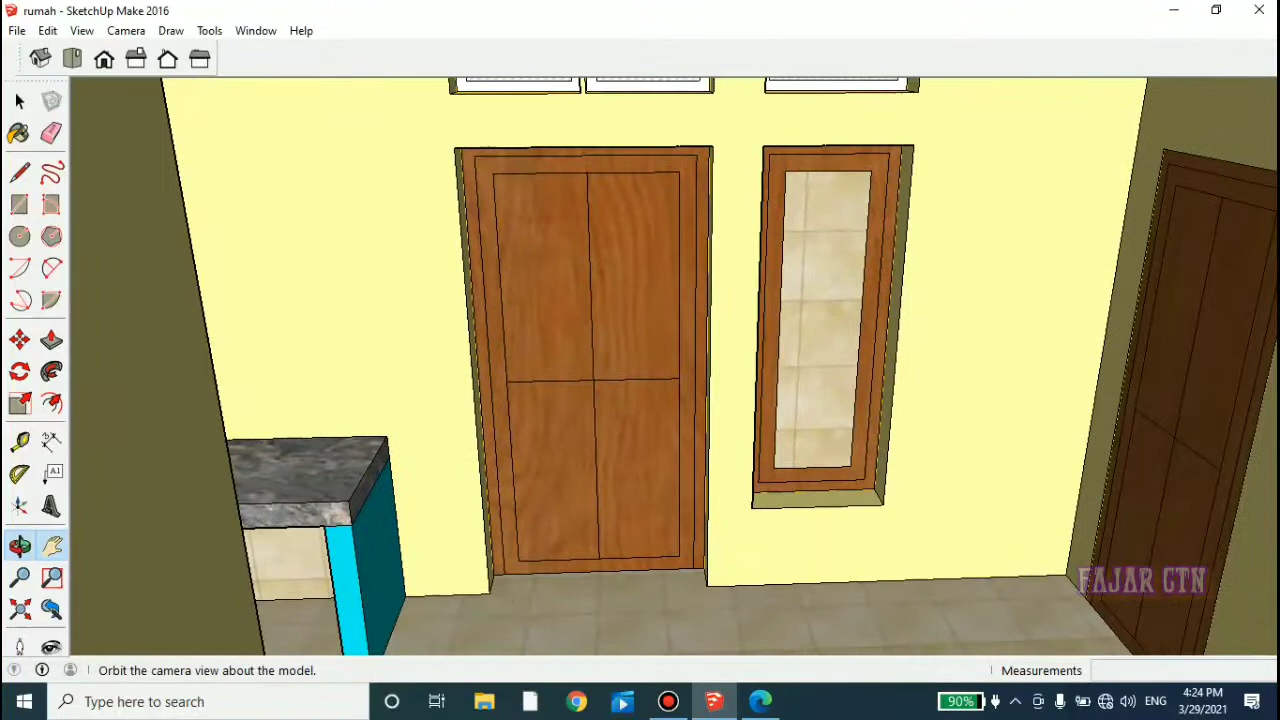 rumah - SketchUp Make 2016
File Edit View Camera Draw Tools Window Help
A1
FAJAR GTN
Orbit the camera view about the model.
Measurements
Type here to search
90%
ENG
4:24 PM
3/29/2021